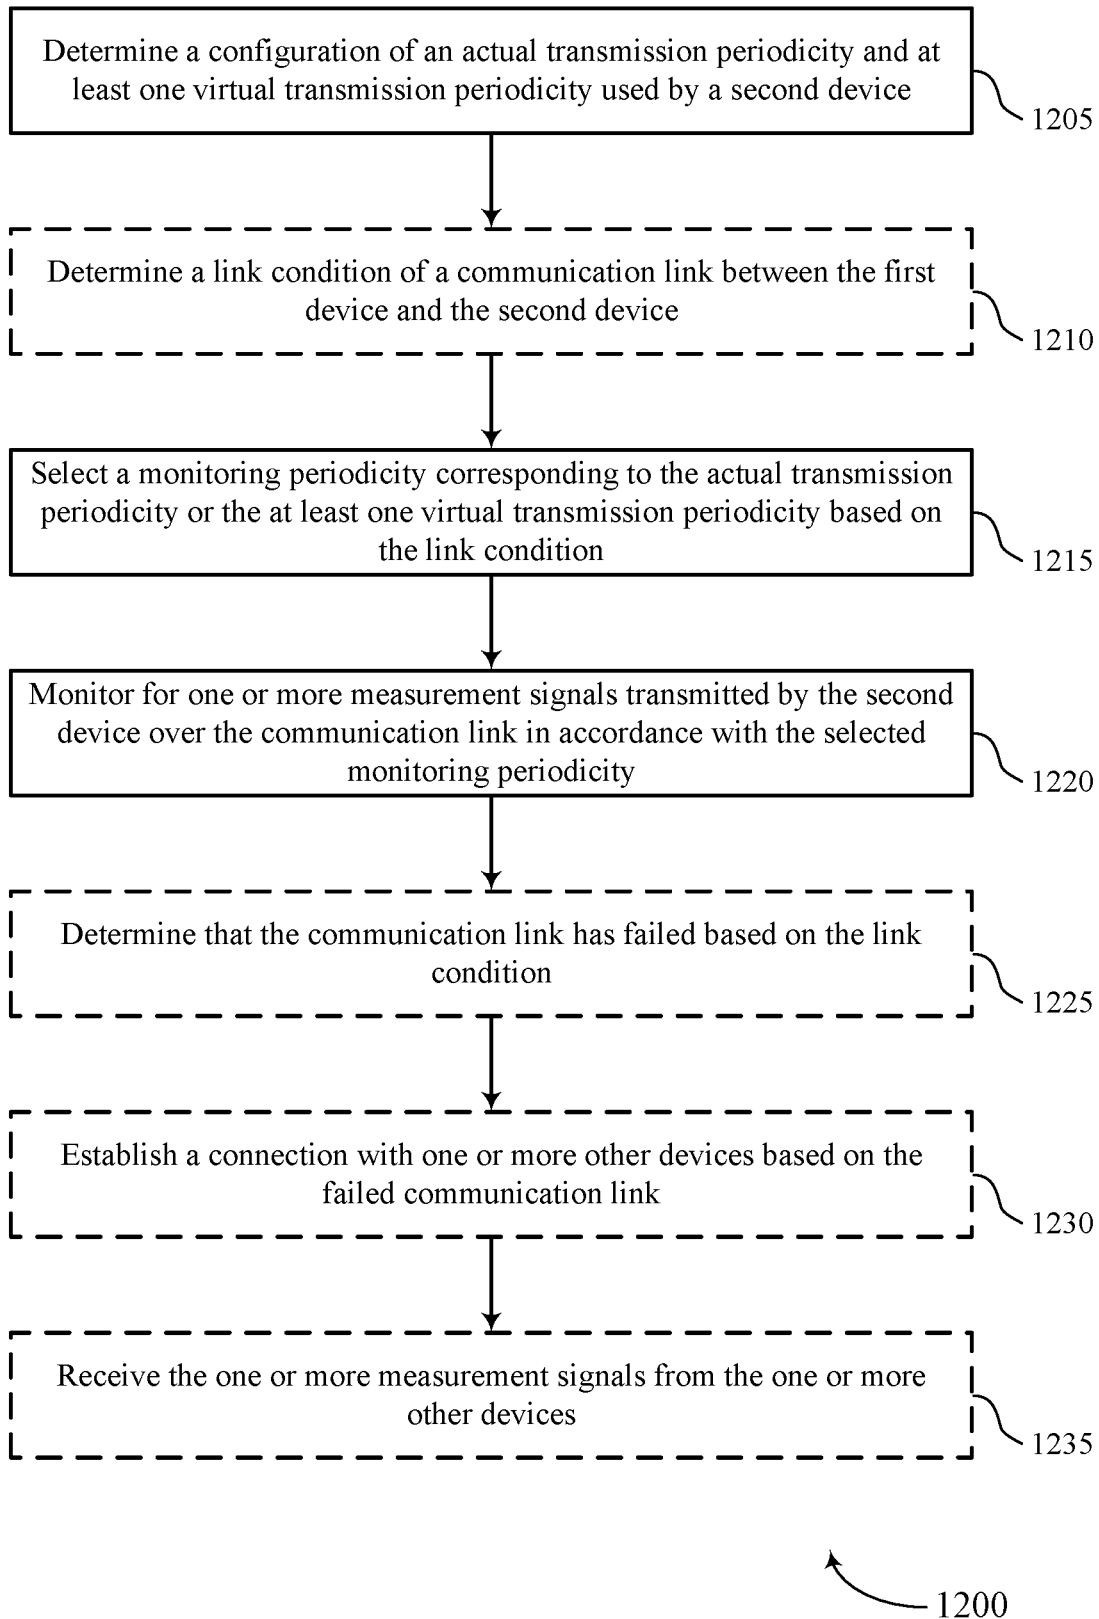 Determine a configuration of an actual transmission periodicity and at
least one virtual transmission periodicity used by a second device
1205
Determine a link condition of a communication link between the first
device and the second device
1210
Select a monitoring periodicity corresponding to the actual transmission
periodicity or the at least one virtual transmission periodicity based on
the link condition
1215
Monitor for one or more measurement signals transmitted by the second
device over the communication link in accordance with the selected
monitoring periodicity
1220
Determine that the communication link has failed based on the link
condition
1225
Establish a connection with one or more other devices based on the
failed communication link
1230
Receive the one or more measurement signals from the one or more
other devices
1235
1200